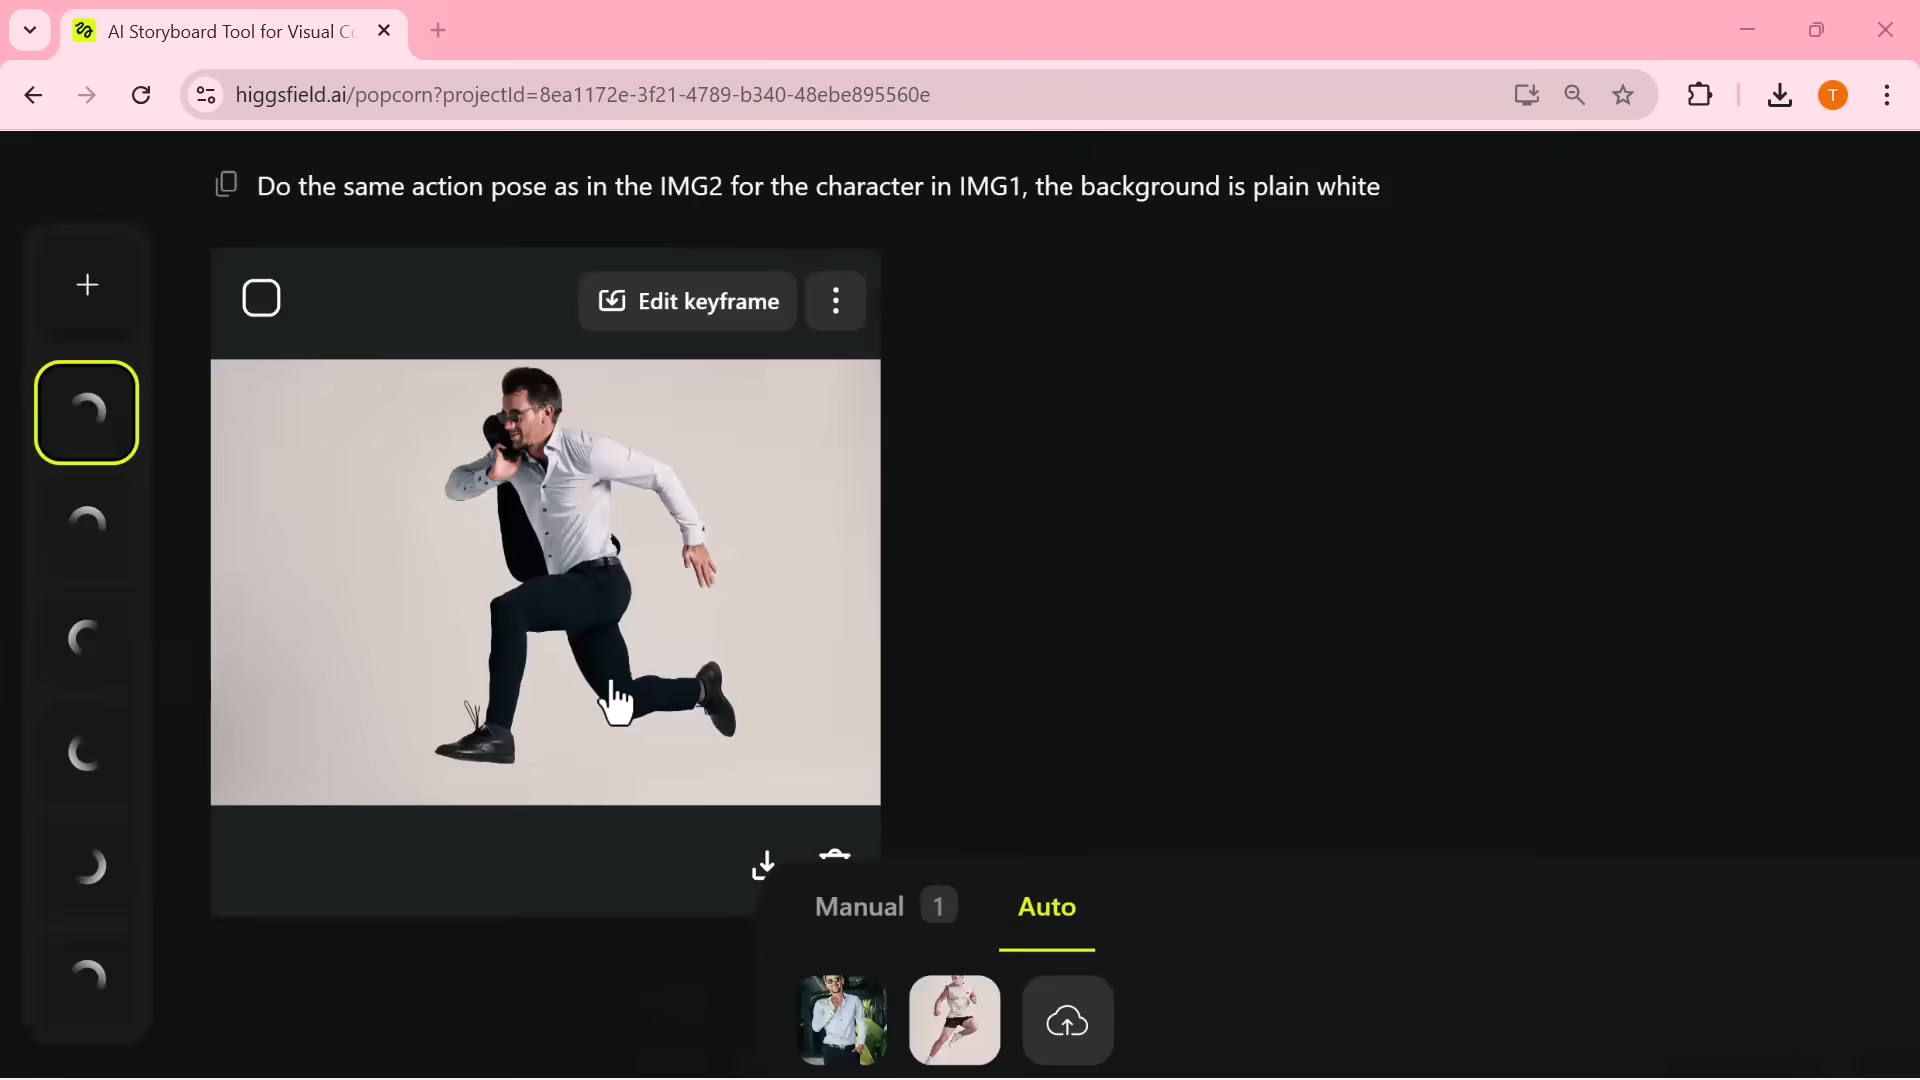 AI Storyboard Tool for Visual Co
higgsfield.ai/popcorn?projectId=8ea1172e-3f21-4789-b340-48ebe895560e
T
Do the same action pose as in the IMG2 for the character in IMG1, the background is plain white
Edit keyframe
Manual 1 Auto